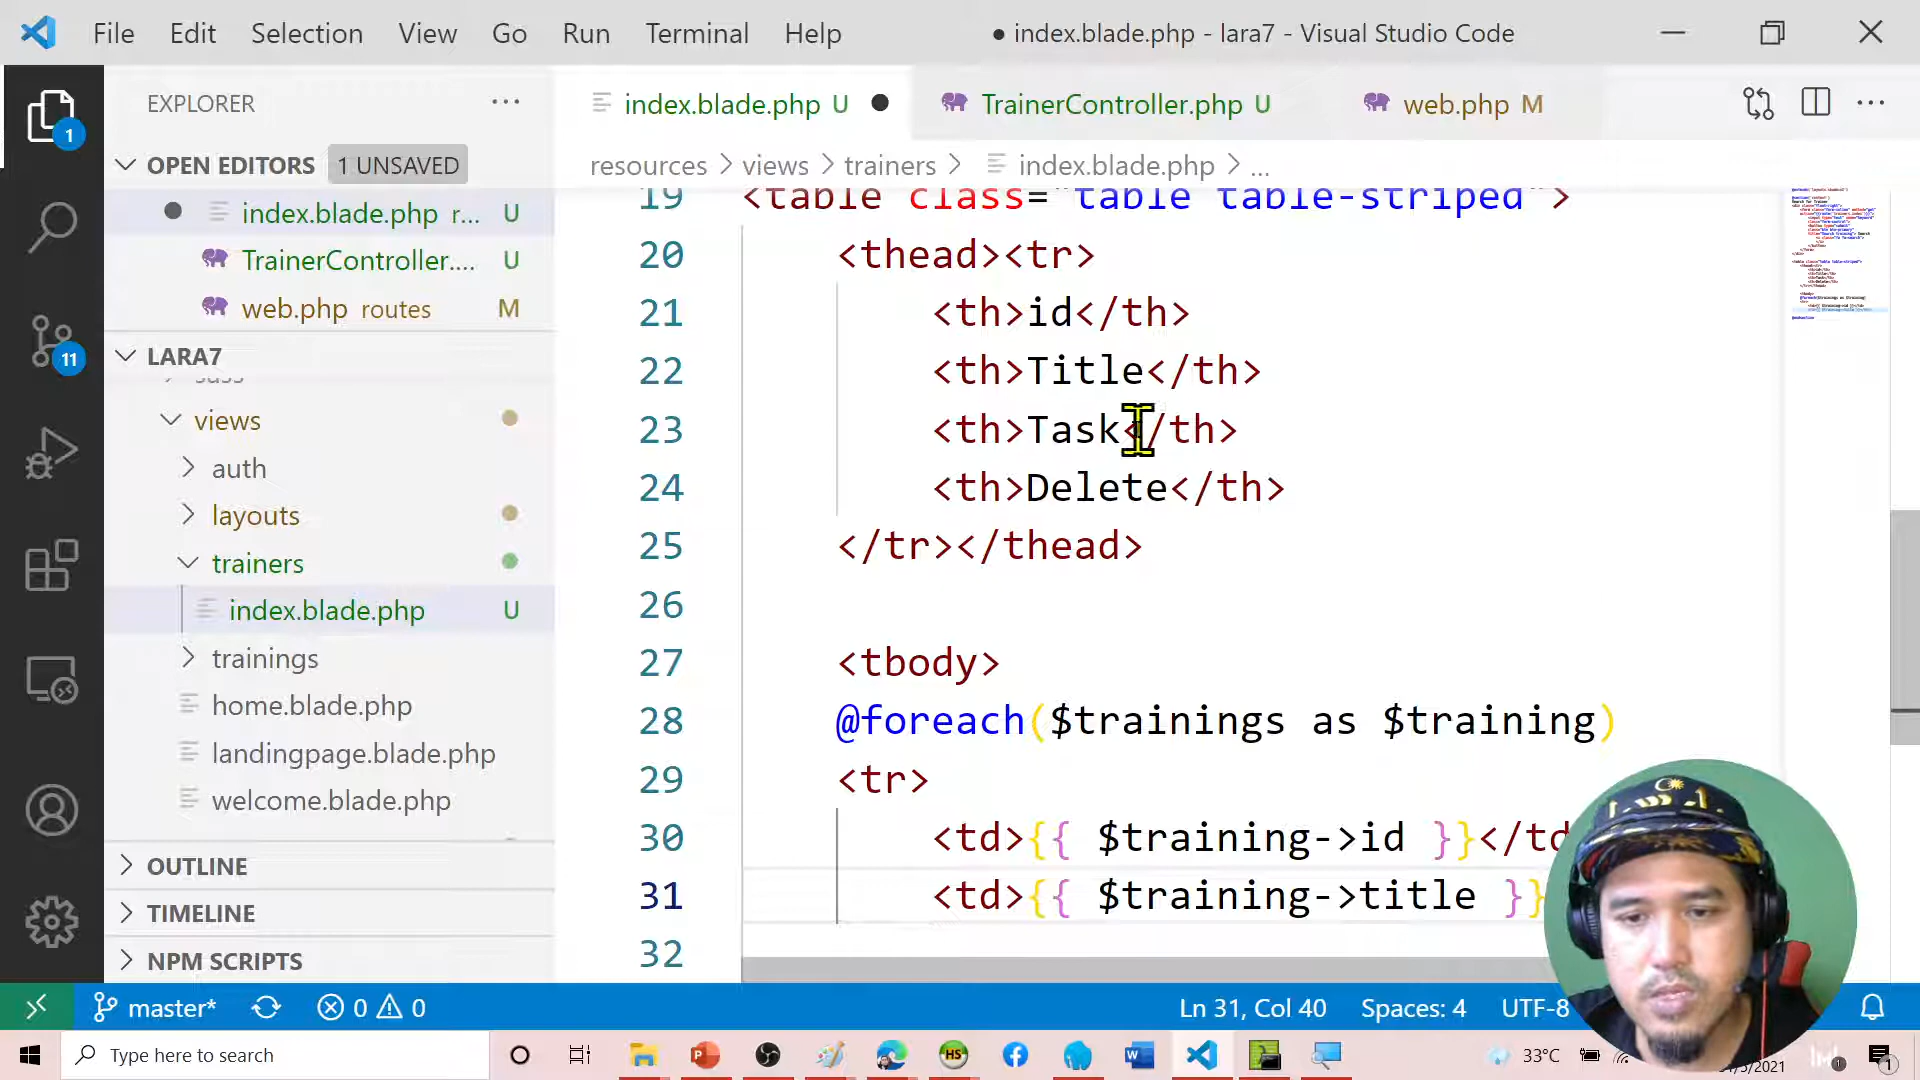 File Edit Selection View Go Run Terminal Help ● index.blade.php - lara7 - Visual Studio Code
EXPLORER ...
index.blade.php U ● TrainerController.php U web.php M ...
OPEN EDITORS 1 UNSAVED
resources > views > trainers > index.blade.php > ...
index.blade.php r... U
TrainerController.... U
web.php routes M
LARA7
sass
views
auth
layouts
trainers
index.blade.php U
trainings
home.blade.php
landingpage.blade.php
welcome.blade.php
OUTLINE
TIMELINE
NPM SCRIPTS
1
11
19 <table class="table table-striped">
20 <thead><tr>
21 <th>id</th>
22 <th>Title</th>
23 <th>Task</th>
24 <th>Delete</th>
25 </tr></thead>
26
27 <tbody>
28 @foreach($trainings as $training)
29 <tr>
30 <td>{{ $training->id }}</td
31 <td>{{ $training->title }}
32
master* 0 0 Ln 31, Col 40 Spaces: 4 UTF-8
Type here to search
HS
33°C
1